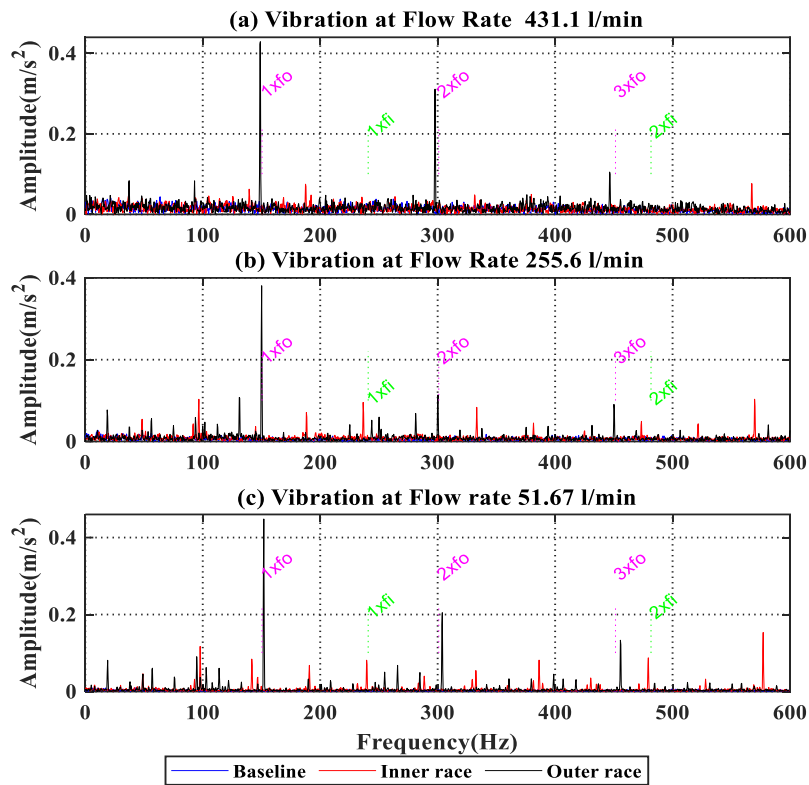 (a) Vibration at Flow Rate  431.1 l/min
Amplitude(m/s²)
0.4
0.2
0
1xfo
1xfi
2xfo
3xfo
2xfi
0 100 200 300 400 500 600
(b) Vibration at Flow Rate 255.6 l/min
Amplitude(m/s²)
0.4
0.2
0
1xfo
1xfi
2xfo
3xfo
2xfi
0 100 200 300 400 500 600
(c) Vibration at Flow rate 51.67 l/min
Amplitude(m/s²)
0.4
0.2
0
1xfo
1xfi
2xfo
3xfo
2xfi
0 100 200 300 400 500 600
Frequency(Hz)
Baseline Inner race Outer race